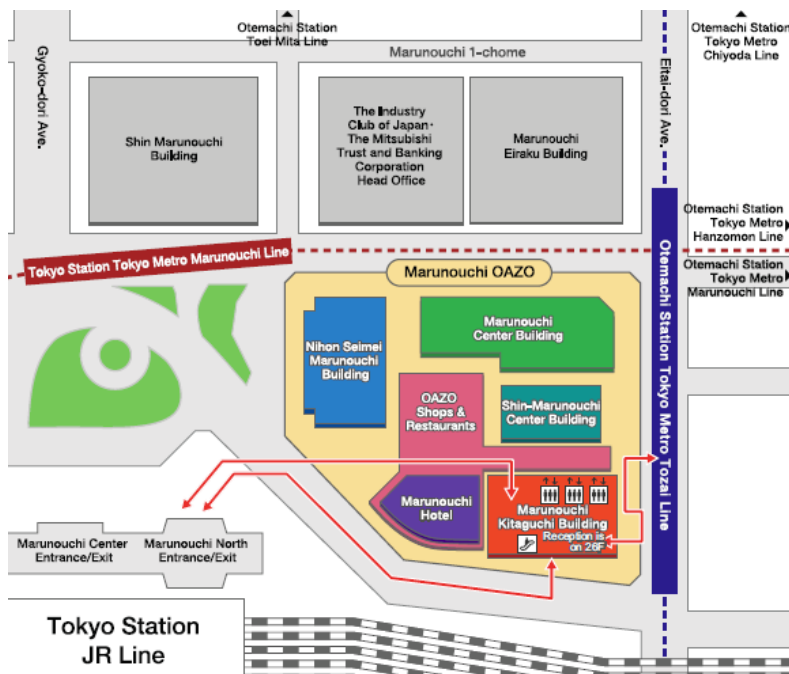 Otemachi Station
Toei Mita Line
Otemachi Station
Tokyo Metro
Chiyoda Line
Gyoko-dori Ave.
Marunouchi 1-chome
Eitai-dori Ave.
Shin Marunouchi
Building
The Industry
Club of Japan·
The Mitsubishi
Trust and Banking
Corporation
Head Office
Marunouchi
Eiraku Building
Otemachi Station
Tokyo Metro
Hanzomon Line
Tokyo Station Tokyo Metro Marunouchi Line
Marunouchi OAZO
Otemachi Station
Tokyo Metro
Marunouchi Line
Otemachi Station Tokyo Metro Tozai Line
Nihon Seimei
Marunouchi
Building
Marunouchi
Center Building
OAZO
Shops &
Restaurants
Shin-Marunouchi
Center Building
Marunouchi
Hotel
Marunouchi
Kitaguchi Building
Reception is
on 26F
Marunouchi Center
Entrance/Exit
Marunouchi North
Entrance/Exit
Tokyo Station
JR Line